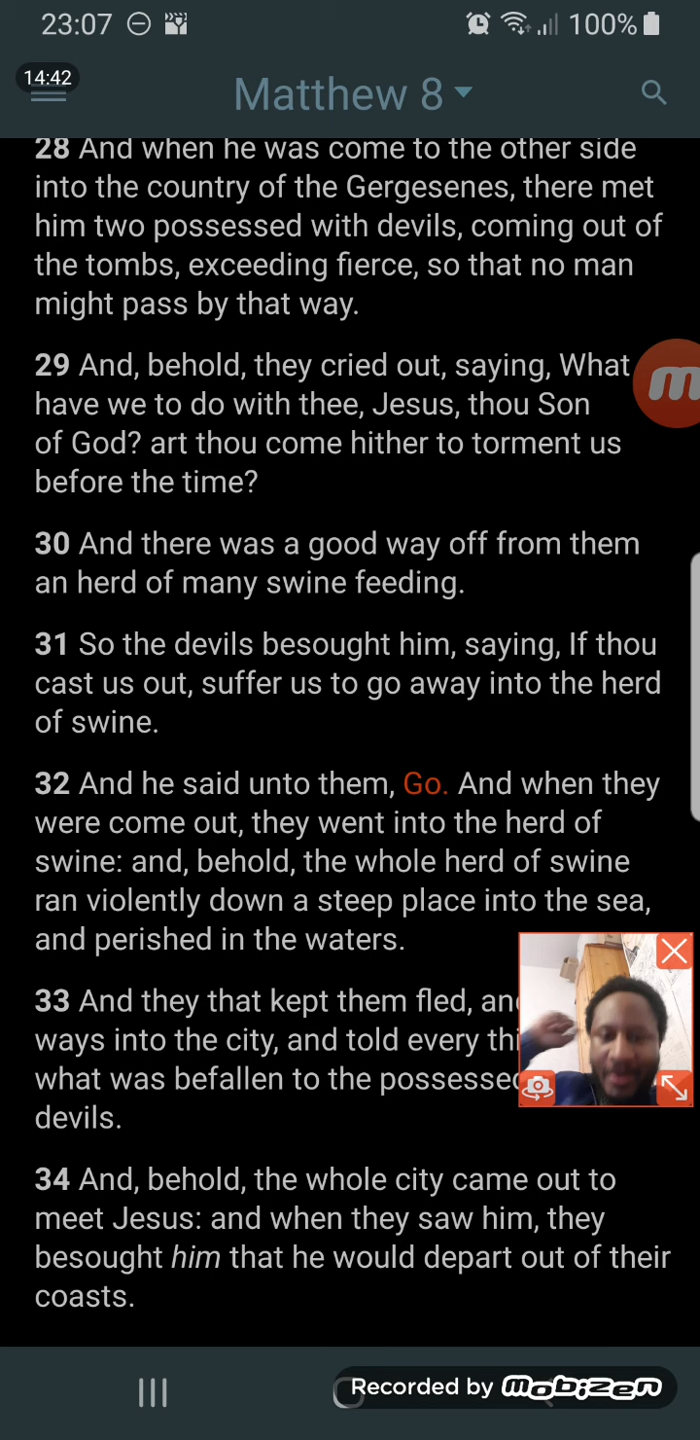 23:07 100%
14:42
Matthew 8
28 And when he was come to the other side
into the country of the Gergesenes, there met
him two possessed with devils, coming out of
the tombs, exceeding fierce, so that no man
might pass by that way.
29 And, behold, they cried out, saying, What
have we to do with thee, Jesus, thou Son
of God? art thou come hither to torment us
before the time?
30 And there was a good way off from them
an herd of many swine feeding.
31 So the devils besought him, saying, If thou
cast us out, suffer us to go away into the herd
of swine.
32 And he said unto them, Go. And when they
were come out, they went into the herd of
swine: and, behold, the whole herd of swine
ran violently down a steep place into the sea,
and perished in the waters.
33 And they that kept them fled,
ways into the city, and told every
what was befallen to the
devils.
34 And, behold, the whole city came out to
meet Jesus: and when they saw him, they
besought him that he would depart out of their
coasts.
Recorded by mobizen